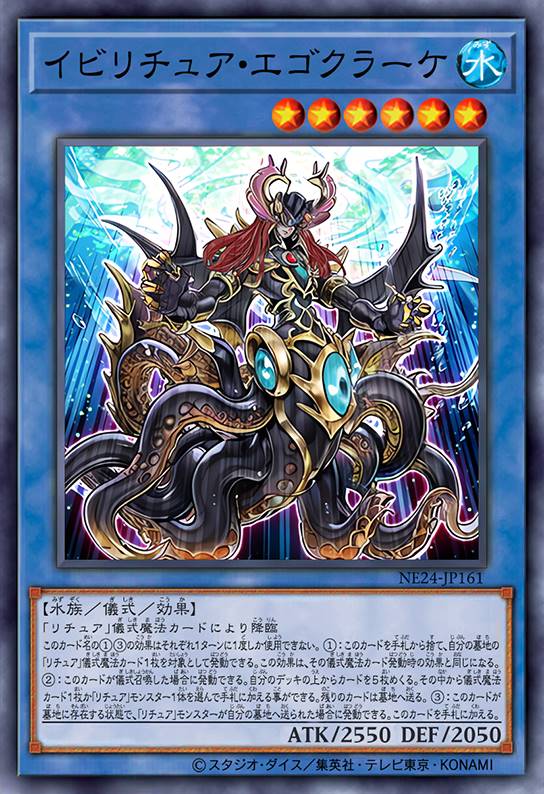 イビリチュア・エゴクラーケ
水
NE24-JP161
【水族／儀式／効果】
「リチュア」儀式魔法カードにより降臨
このカード名の①③の効果はそれぞれ1ターンに1度しか使用できない。①：このカードを手札から捨て、自分の墓地の
「リチュア」儀式魔法カード1枚を対象として発動できる。この効果は、その儀式魔法カード発動時の効果と同じになる。
②：このカードが儀式召喚した場合に発動できる。自分のデッキの上からカードを5枚めくる。その中から儀式魔法
カード1枚か「リチュア」モンスター1体を選んで手札に加える事ができる。残りのカードは墓地へ送る。③：このカードが
墓地に存在する状態で、「リチュア」モンスターが自分の墓地へ送られた場合に発動できる。このカードを手札に加える。
ATK/2550 DEF/2050
©スタジオ・ダイス／集英社・テレビ東京・KONAMI